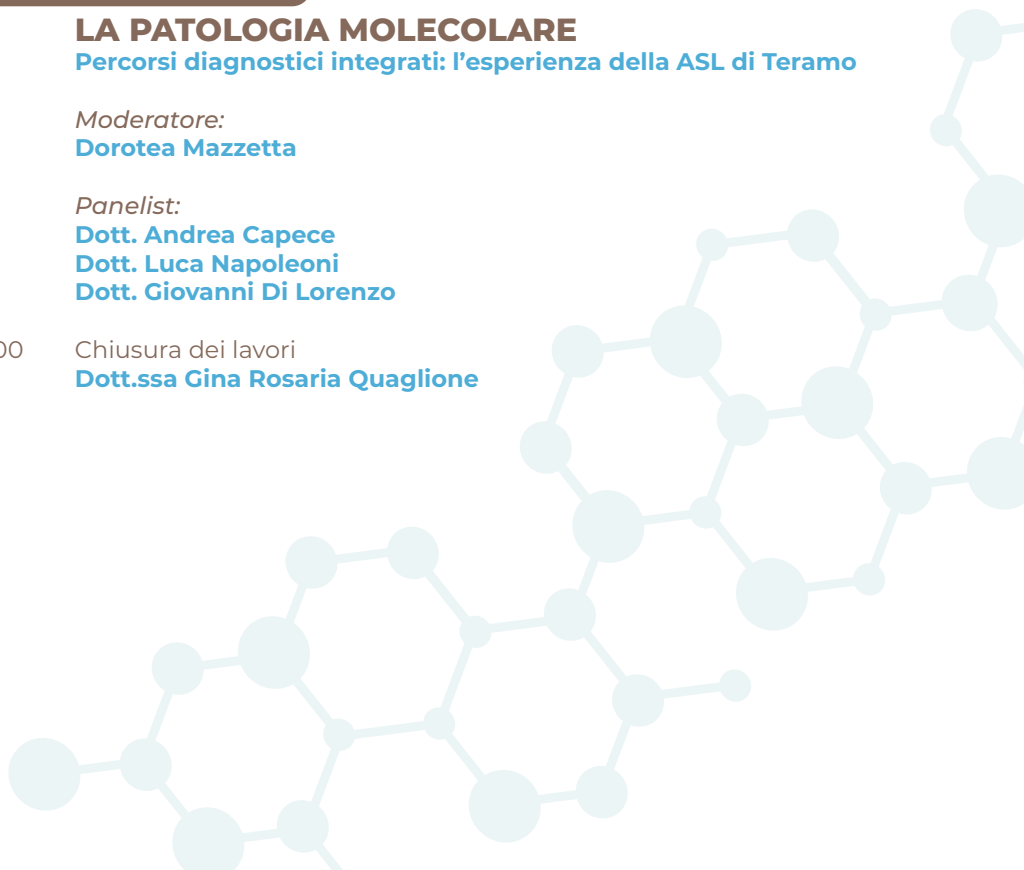 LA PATOLOGIA MOLECOLARE
Percorsi diagnostici integrati: l’esperienza della ASL di Teramo
Moderatore:
Dorotea Mazzetta
Panelist:
Dott. Andrea Capece
Dott. Luca Napoleoni
Dott. Giovanni Di Lorenzo
00 Chiusura dei lavori
Dott.ssa Gina Rosaria Quaglione